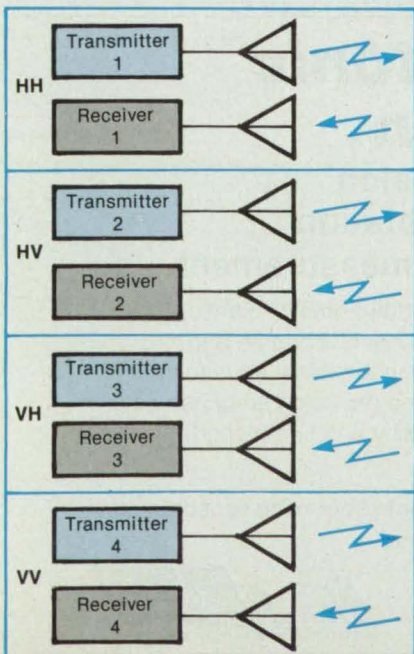 Transmitter
1
HH
Receiver
1
Transmitter
2
HV
Receiver
2
Transmitter
3
VH
Receiver
3
Transmitter
4
VV
Receiver
4